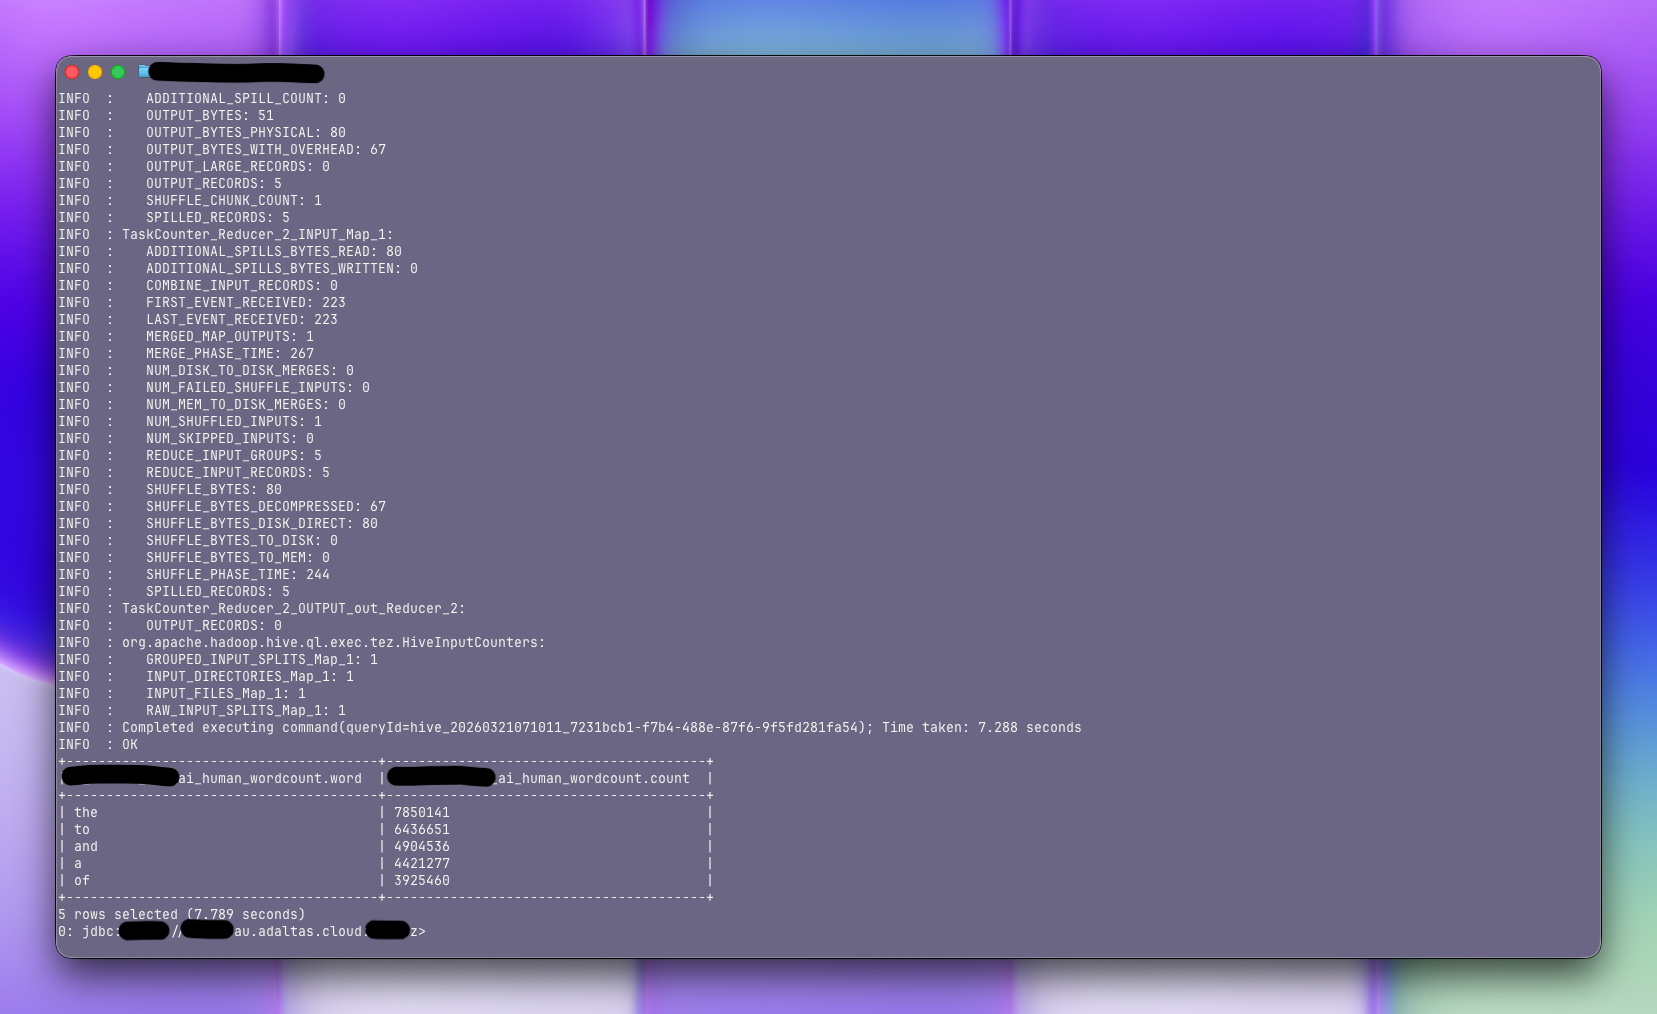 INFO  :     ADDITIONAL_SPILL_COUNT: 0
INFO  :     OUTPUT_BYTES: 51
INFO  :     OUTPUT_BYTES_PHYSICAL: 80
INFO  :     OUTPUT_BYTES_WITH_OVERHEAD: 67
INFO  :     OUTPUT_LARGE_RECORDS: 0
INFO  :     OUTPUT_RECORDS: 5
INFO  :     SHUFFLE_CHUNK_COUNT: 1
INFO  :     SPILLED_RECORDS: 5
INFO  : TaskCounter_Reducer_2_INPUT_Map_1:
INFO  :     ADDITIONAL_SPILLS_BYTES_READ: 80
INFO  :     ADDITIONAL_SPILLS_BYTES_WRITTEN: 0
INFO  :     COMBINE_INPUT_RECORDS: 0
INFO  :     FIRST_EVENT_RECEIVED: 223
INFO  :     LAST_EVENT_RECEIVED: 223
INFO  :     MERGED_MAP_OUTPUTS: 1
INFO  :     MERGE_PHASE_TIME: 267
INFO  :     NUM_DISK_TO_DISK_MERGES: 0
INFO  :     NUM_FAILED_SHUFFLE_INPUTS: 0
INFO  :     NUM_MEM_TO_DISK_MERGES: 0
INFO  :     NUM_SHUFFLED_INPUTS: 1
INFO  :     NUM_SKIPPED_INPUTS: 0
INFO  :     REDUCE_INPUT_GROUPS: 5
INFO  :     REDUCE_INPUT_RECORDS: 5
INFO  :     SHUFFLE_BYTES: 80
INFO  :     SHUFFLE_BYTES_DECOMPRESSED: 67
INFO  :     SHUFFLE_BYTES_DISK_DIRECT: 80
INFO  :     SHUFFLE_BYTES_TO_DISK: 0
INFO  :     SHUFFLE_BYTES_TO_MEM: 0
INFO  :     SHUFFLE_PHASE_TIME: 244
INFO  :     SPILLED_RECORDS: 5
INFO  : TaskCounter_Reducer_2_OUTPUT_out_Reducer_2:
INFO  :     OUTPUT_RECORDS: 0
INFO  : org.apache.hadoop.hive.ql.exec.tez.HiveInputCounters:
INFO  :     GROUPED_INPUT_SPLITS_Map_1: 1
INFO  :     INPUT_DIRECTORIES_Map_1: 1
INFO  :     INPUT_FILES_Map_1: 1
INFO  :     RAW_INPUT_SPLITS_Map_1: 1
INFO  : Completed executing command(queryId=hive_20260321071011_7231bcb1-f7b4-488e-87f6-9f5fd281fa54); Time taken: 7.288 seconds
INFO  : OK
+---------------------------------------+----------------------------------------+
ai_human_wordcount.word  | _ai_human_wordcount.count  |
+---------------------------------------+----------------------------------------+
| the                                   | 7850141                                |
| to                                    | 6436651                                |
| and                                   | 4904536                                |
| a                                     | 4421277                                |
| of                                    | 3925460                                |
+---------------------------------------+----------------------------------------+
5 rows selected (7.789 seconds)
0: jdbc: // au.adaltas.cloud. z>